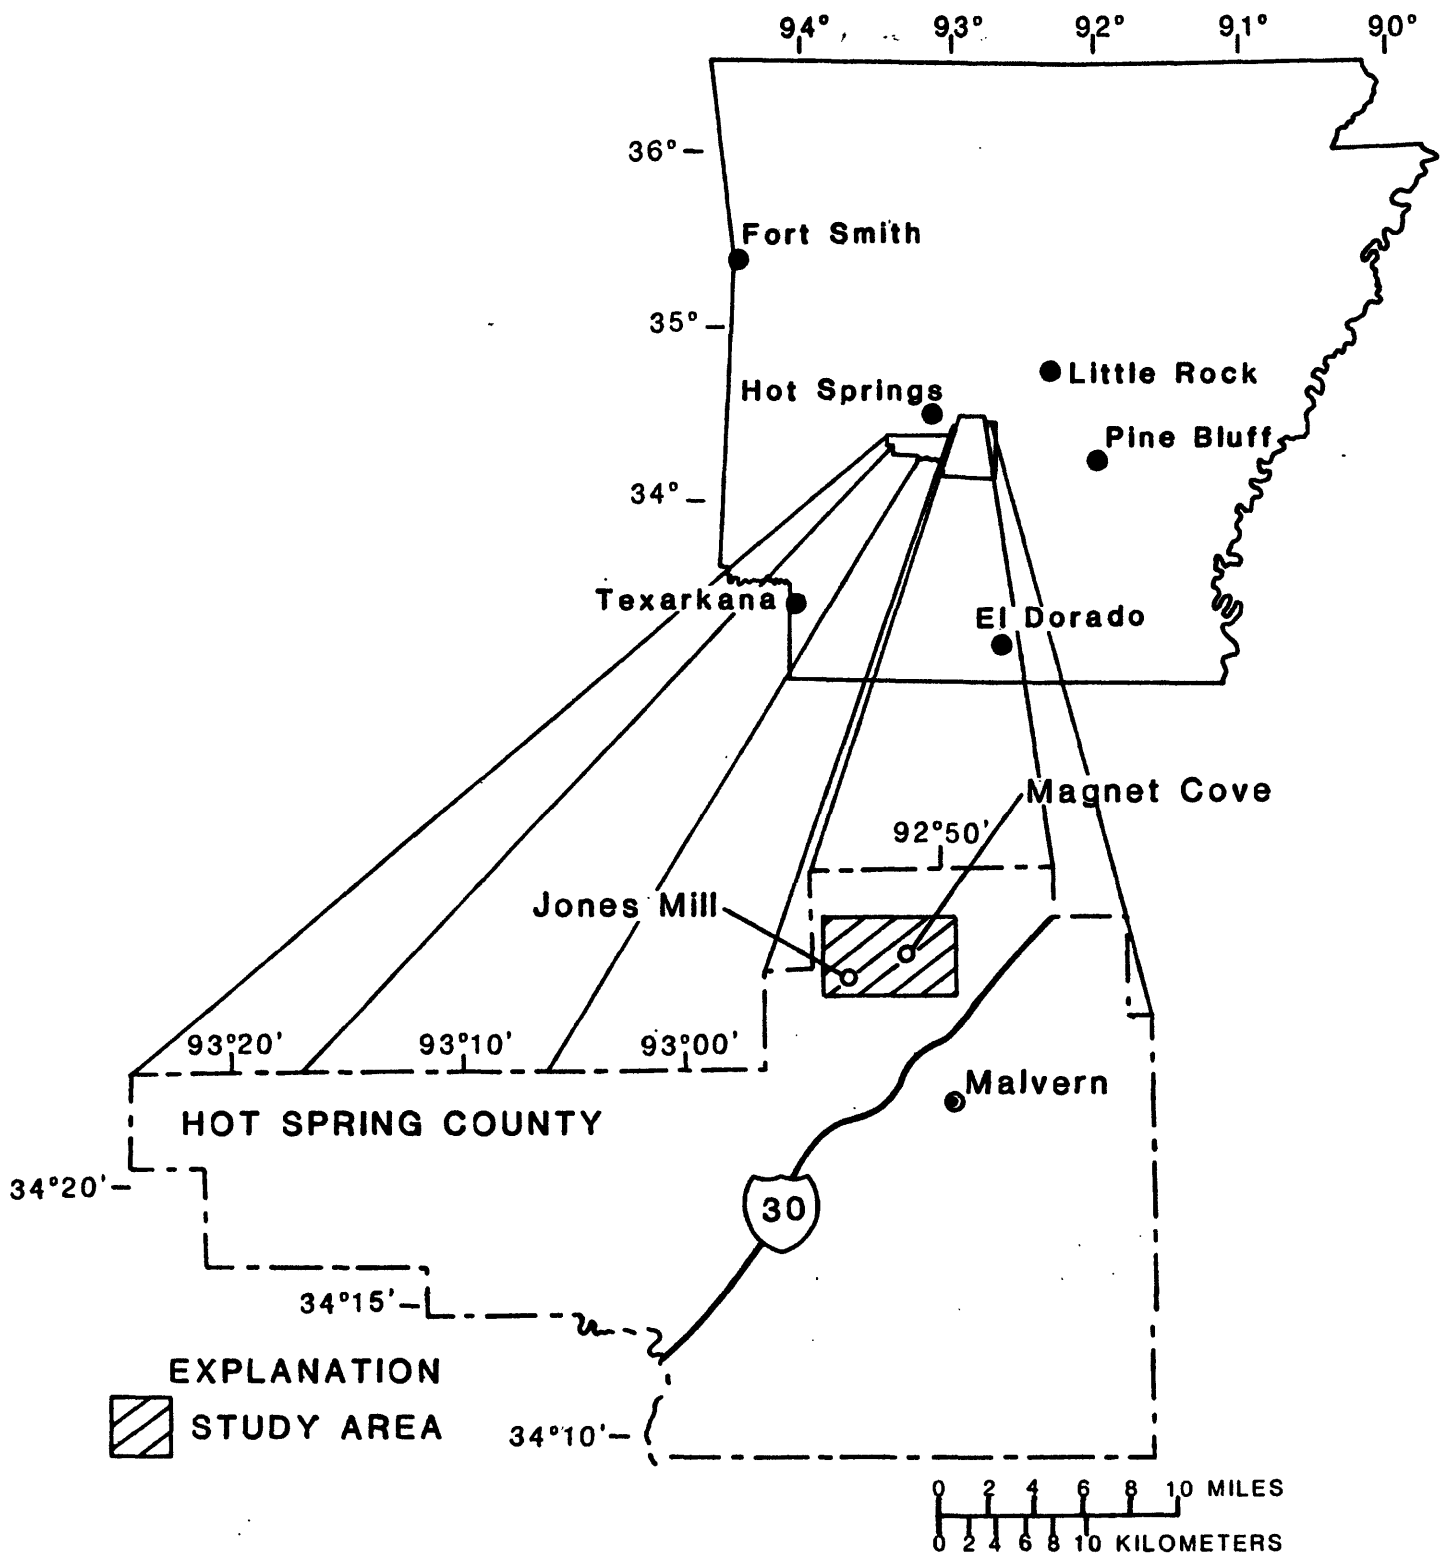 94° 93° 92° 91° 90°
36°
Fort Smith
35°
Little Rock
Hot Springs
Pine Bluff
34°
Texarkana
El Dorado
Magnet Cove
92°50'
Jones Mill
93°20' 93°10' 93°00'
Malvern
HOT SPRING COUNTY
34°20'
30
34°15'
EXPLANATION
STUDY AREA
34°10'
0 2 4 6 8 10 MILES
0 2 4 6 8 10 KILOMETERS